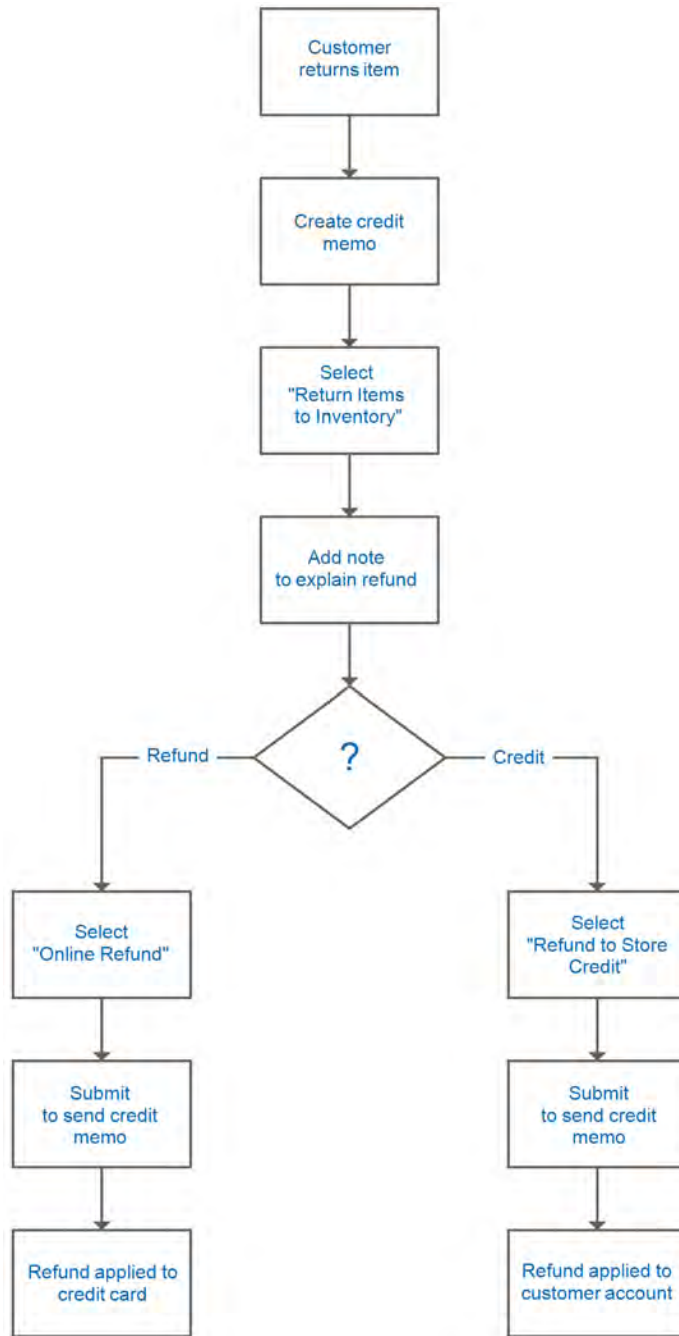 Customer
returns item
Create credit
memo
Select
"Return Items
to Inventory"
Add note
to explain refund
?
Refund
Credit
Select
"Online Refund"
Select
"Refund to Store
Credit"
Submit
to send credit
memo
Submit
to send credit
memo
Refund applied to
credit card
Refund applied to
customer account